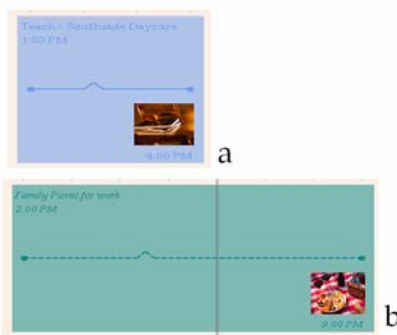 Teach - Southside Daycare
1:00 PM
4:00 PM
a
Family Picnic for work
2:00 PM
9:00 PM
b